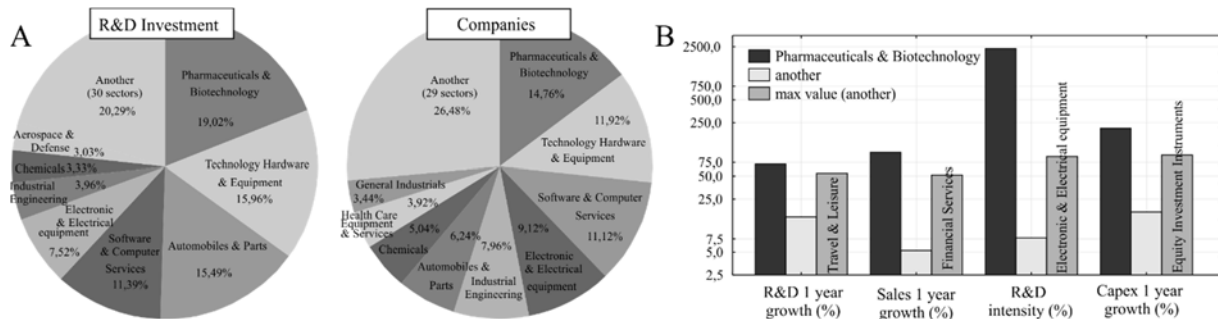 A
R&D Investment
Another
(30 sectors)
20,29%
Pharmaceuticals &
Biotechnology
19,02%
Technology Hardware
& Equipment
15,96%
Automobiles & Parts
15,49%
Software
& Computer
Services
11,39%
Electronic
& Electrical
equipment
7,52%
Industrial
Engineering
3,96%
Chemicals
3,33%
Aerospace &
Defense
3,03%
Companies
Another
(29 sectors)
26,48%
Pharmaceuticals &
Biotechnology
14,76%
11,92%
Technology Hardware
& Equipment
Software & Computer
Services
11,12%
9,12%
Electronic
& Electrical
equipment
7,96%
Industrial
Engineering
6,24%
Automobiles &
Parts
5,04%
Chemicals
3,92%
Health Care
Equipment
& Services
General Industrials
3,44%
B
2500,0
750,0
500,0
250,0
75,0
50,0
25,0
7,5
5,0
2,5
Pharmaceuticals & Biotechnology
another
max value (another)
Travel & Leisure
Financial Services
Electronic & Electrical equipment
Equity Investment Instruments
R&D 1 year
growth (%)
Sales 1 year
growth (%)
R&D
intensity (%)
Capex 1 year
growth (%)